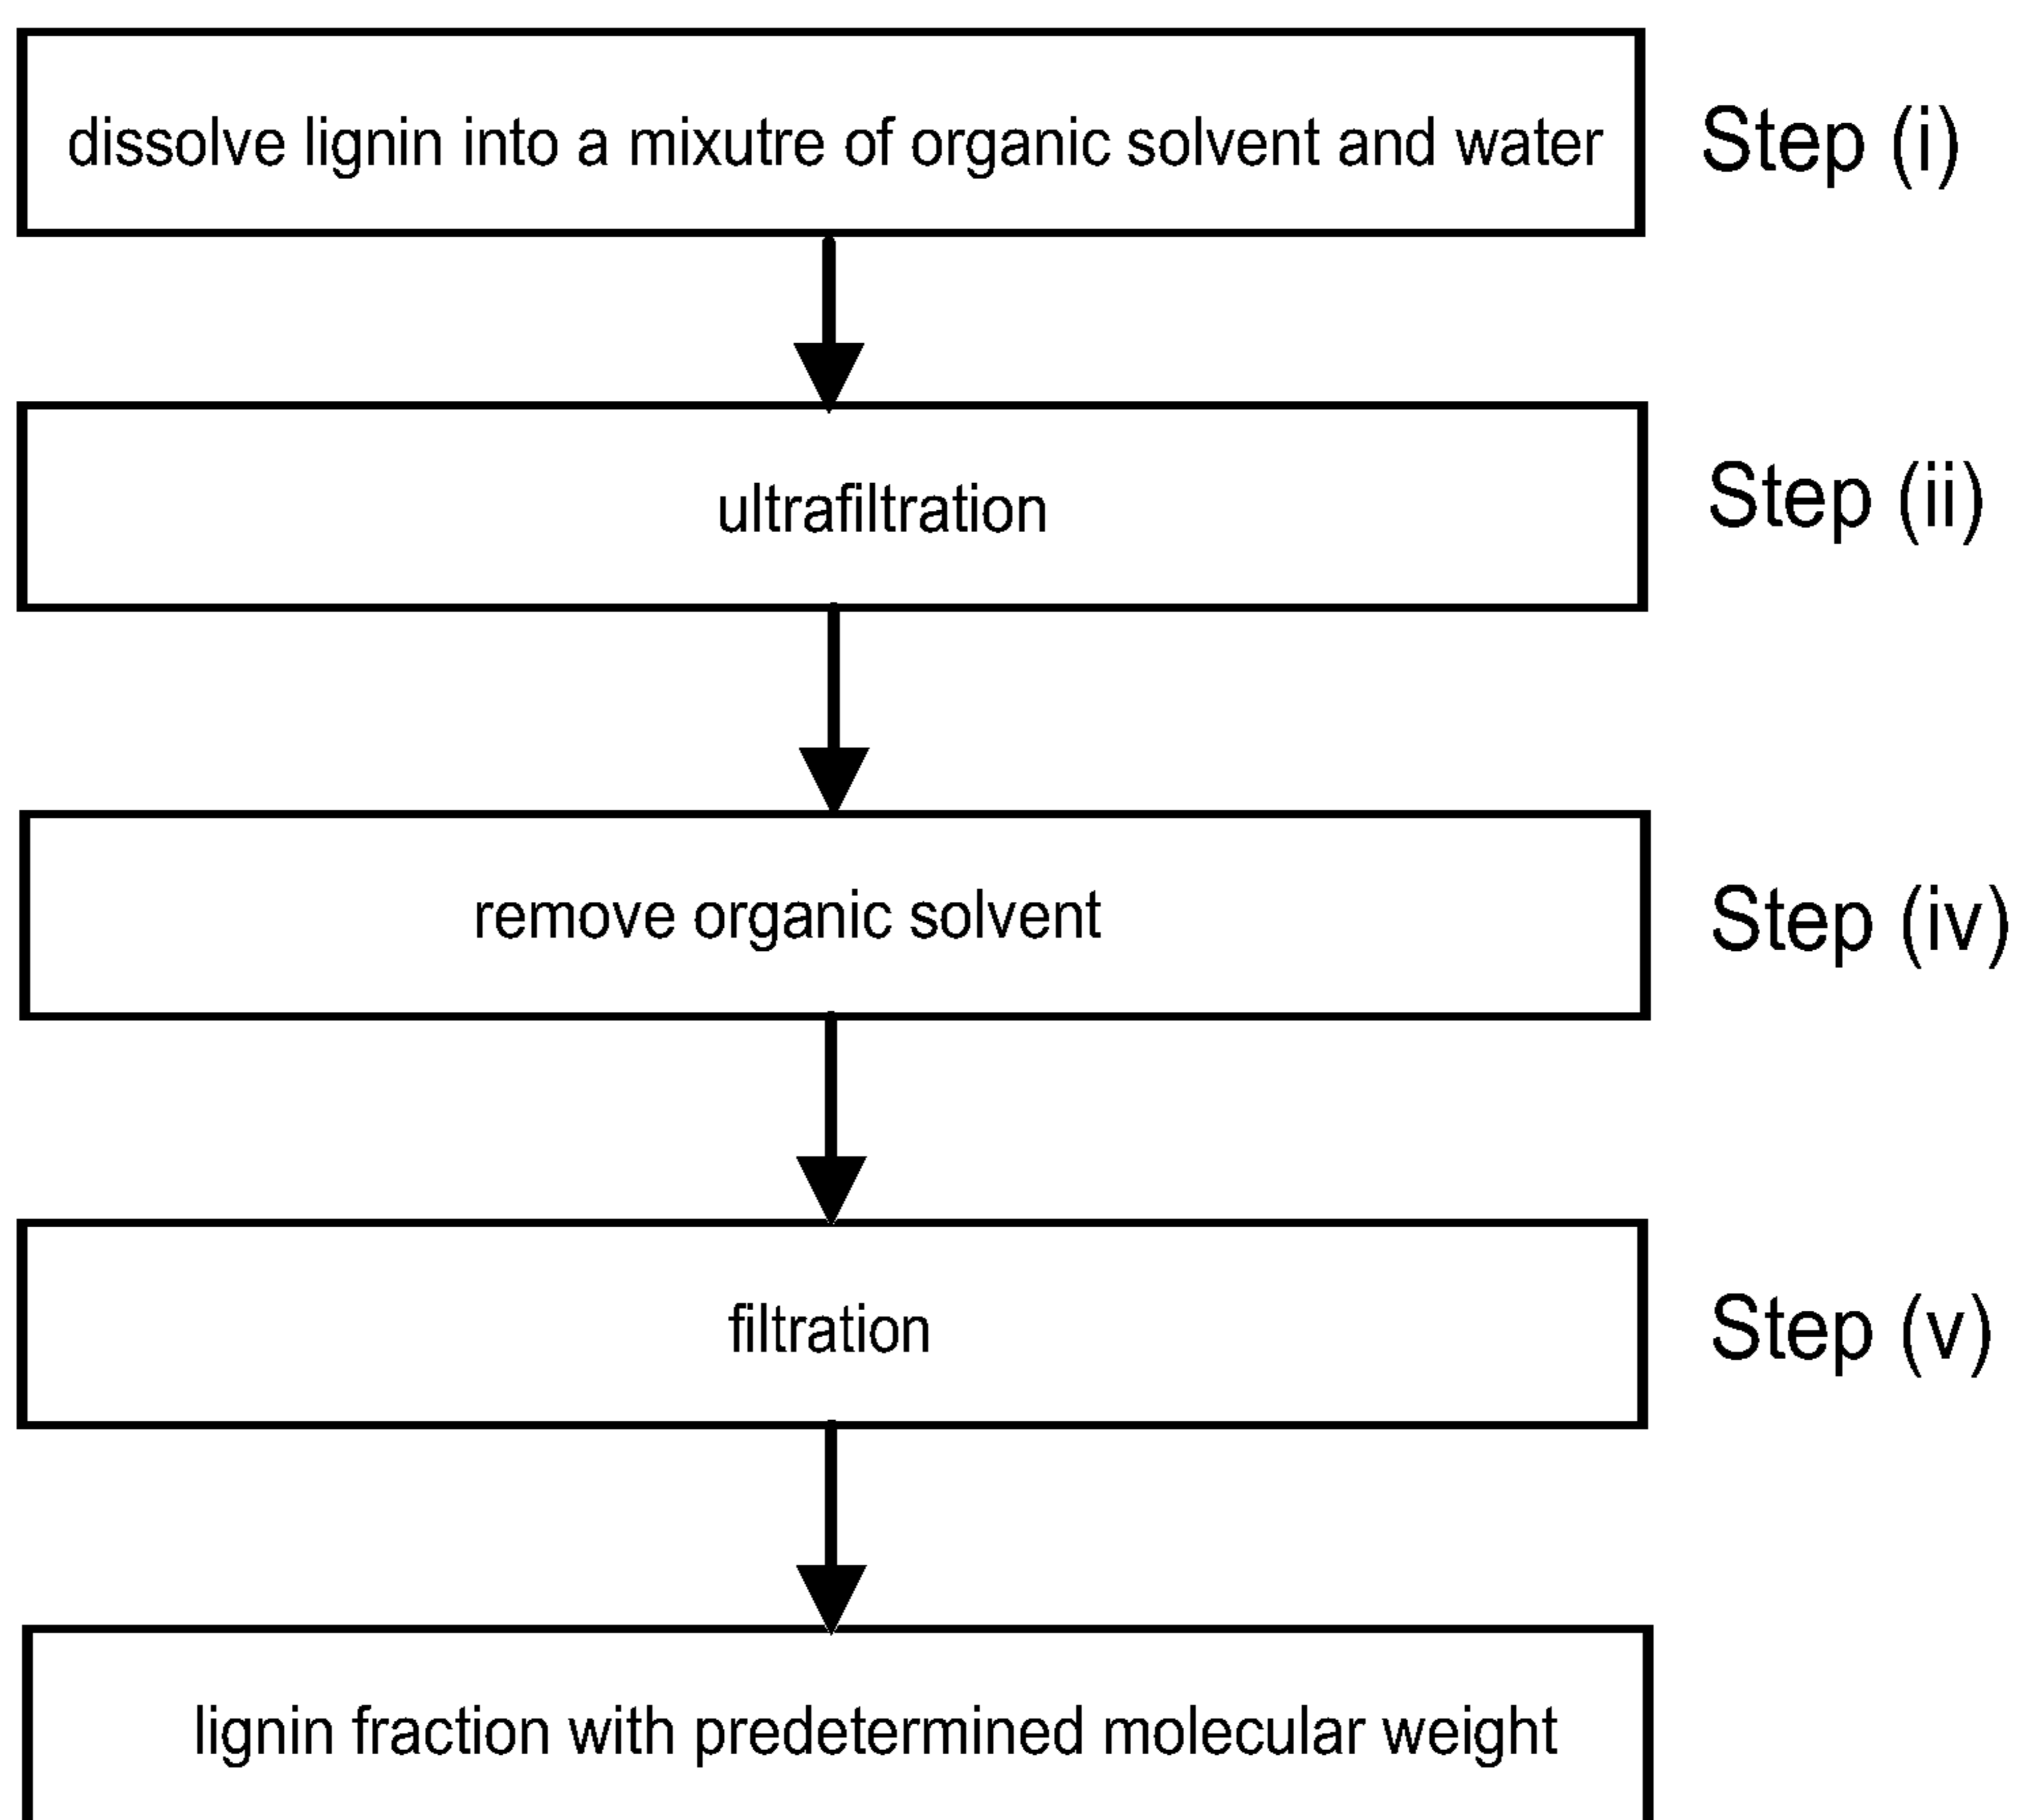 dissolve lignin into a mixutre of organic solvent and water
Step (i)
ultrafiltration
Step (ii)
remove organic solvent
Step (iv)
filtration
Step (v)
lignin fraction with predetermined molecular weight